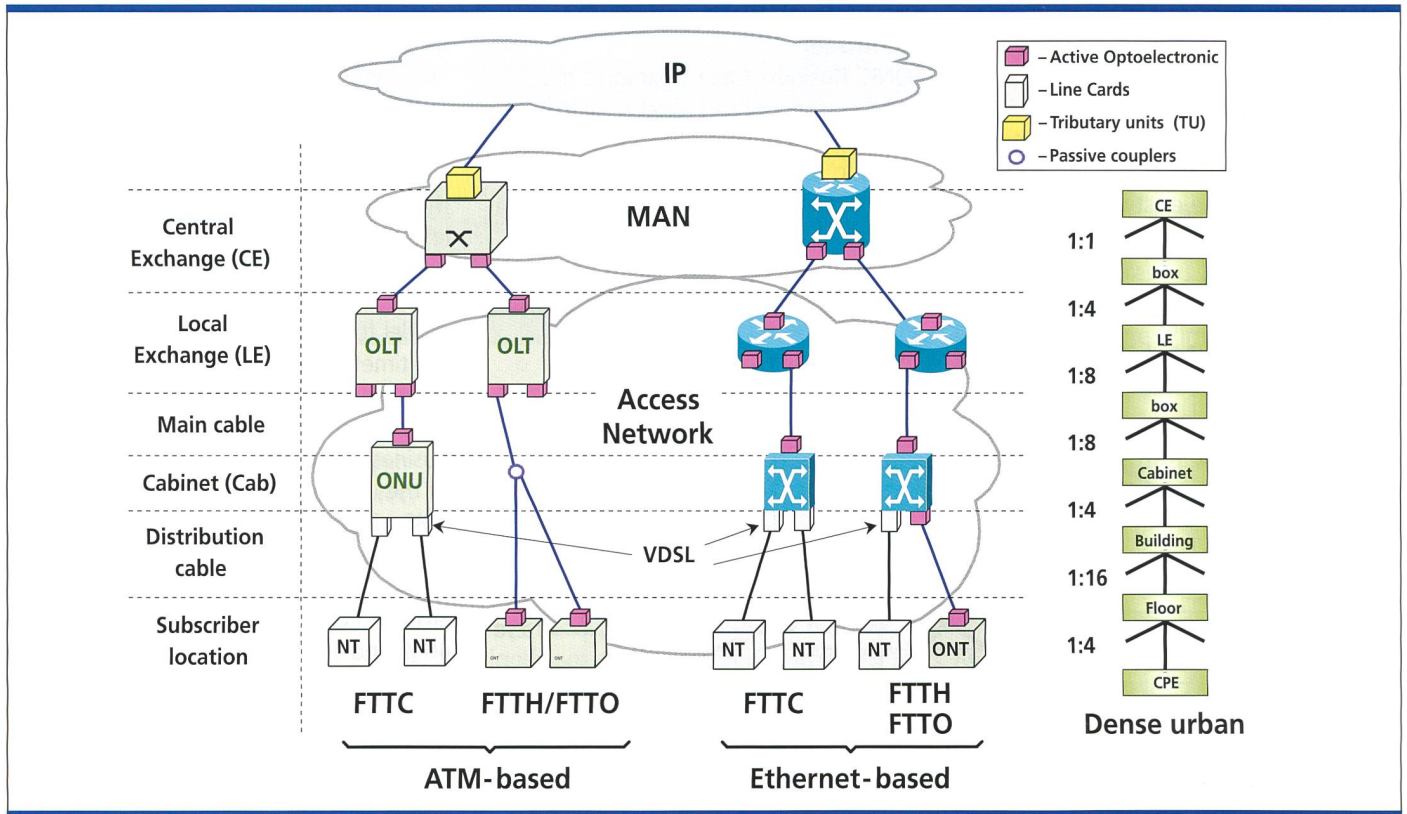 IP
– Active Optoelectronic
– Line Cards
– Tributary units (TU)
– Passive couplers
Central
Exchange (CE)
MAN
Local
Exchange (LE)
OLT
OLT
Main cable
Access
Network
Cabinet (Cab)
ONU
Distribution
cable
VDSL
Subscriber
location
NT
NT
ONT
ONT
NT
NT
NT
ONT
FTTC
FTTH/FTTO
FTTC
FTTH
FTTO
ATM-based
Ethernet-based
CE
1:1
box
1:4
LE
1:8
box
1:8
Cabinet
1:4
Building
1:16
Floor
1:4
CPE
Dense urban